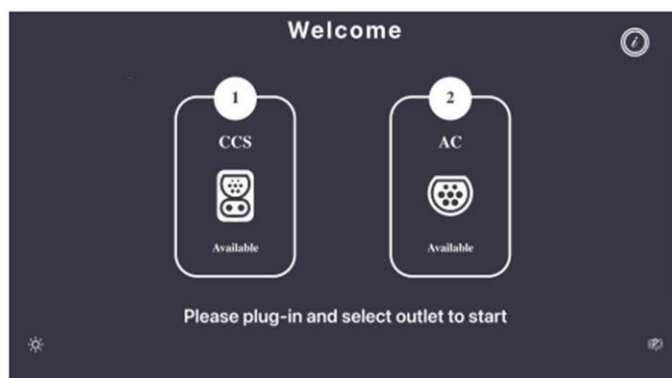 Welcome
i
1
2
CCS
AC
Available
Available
Please plug-in and select outlet to start